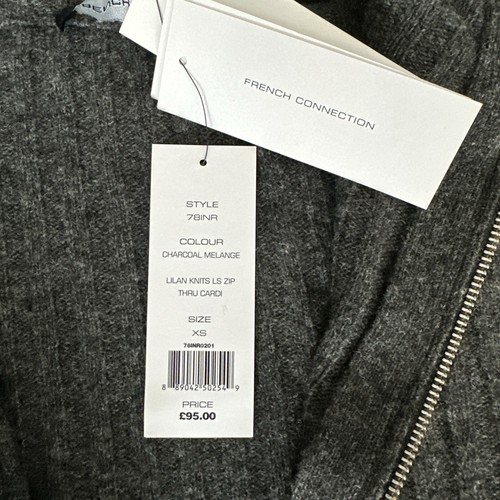 FRENCH CONNECTION
STYLE
78INR
COLOUR
CHARCOAL MELANGE
LILAN KNITS LS ZIP
THRU CARDI
SIZE
XS
78INR0201
8 89042 50254 9
PRICE
£95.00